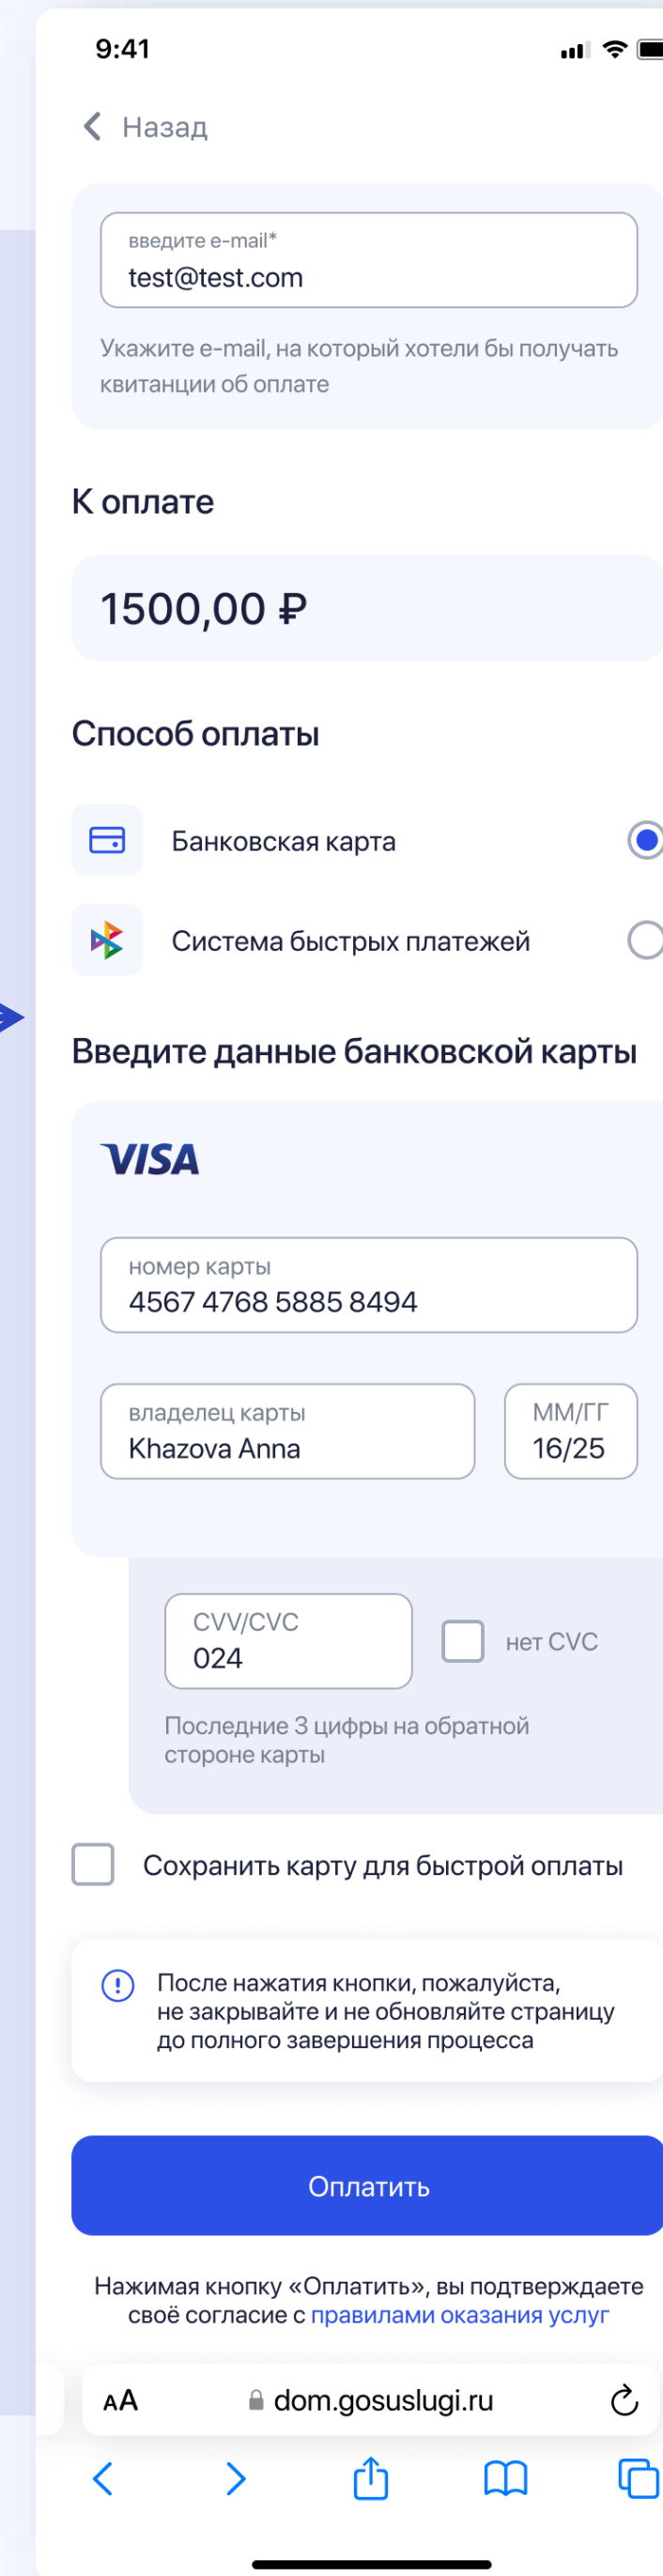 9:41
Назад
введите e-mail*
test@test.com
Укажите e-mail, на который хотели бы получать
квитанции об оплате
К оплате
1500,00 ₽
Способ оплаты
Банковская карта
Система быстрых платежей
Введите данные банковской карты
VISA
номер карты
4567 4768 5885 8494
владелец карты
Khazova Anna
ММ/ГГ
16/25
CVV/CVC
024
нет CVC
Последние 3 цифры на обратной
стороне карты
Сохранить карту для быстрой оплаты
После нажатия кнопки, пожалуйста,
не закрывайте и не обновляйте страницу
до полного завершения процесса
Оплатить
Нажимая кнопку «Оплатить», вы подтверждаете
своё согласие с правилами оказания услуг
AA
dom.gosuslugi.ru